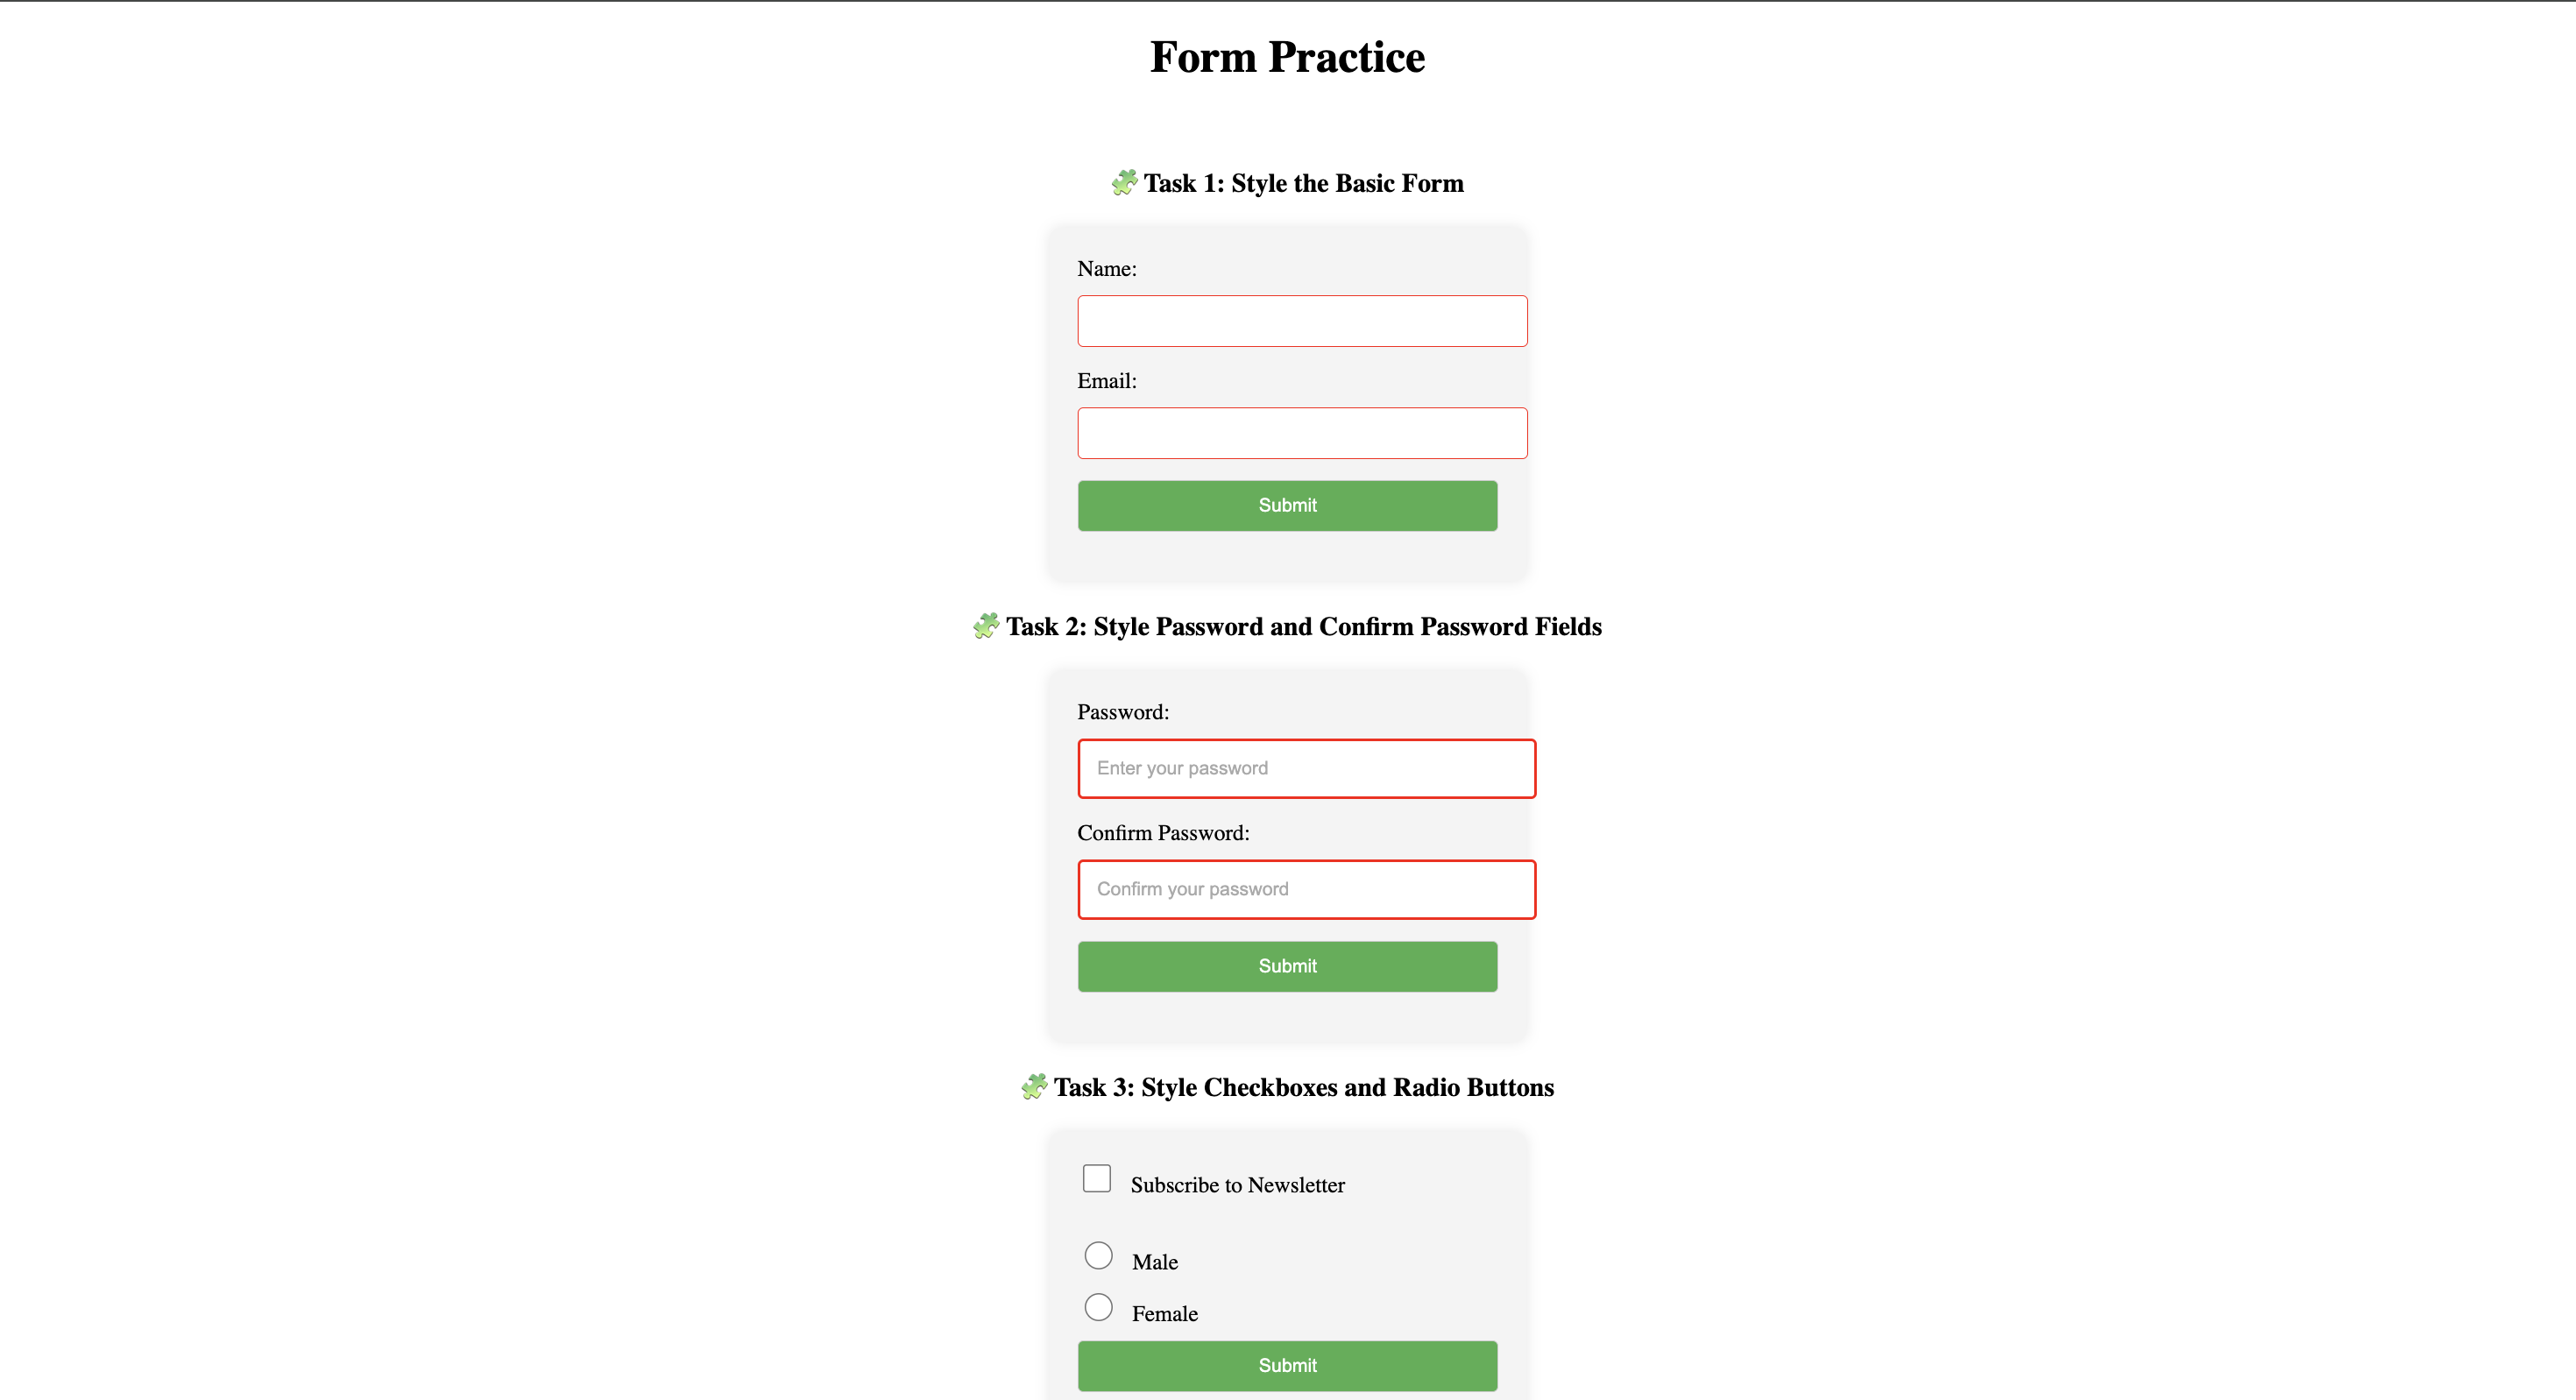 Form Practice
🧩 Task 1: Style the Basic Form
Name:
Email:
Submit
🧩 Task 2: Style Password and Confirm Password Fields
Password:
Enter your password
Confirm Password:
Confirm your password
Submit
🧩 Task 3: Style Checkboxes and Radio Buttons
Subscribe to Newsletter
Male
Female
Submit